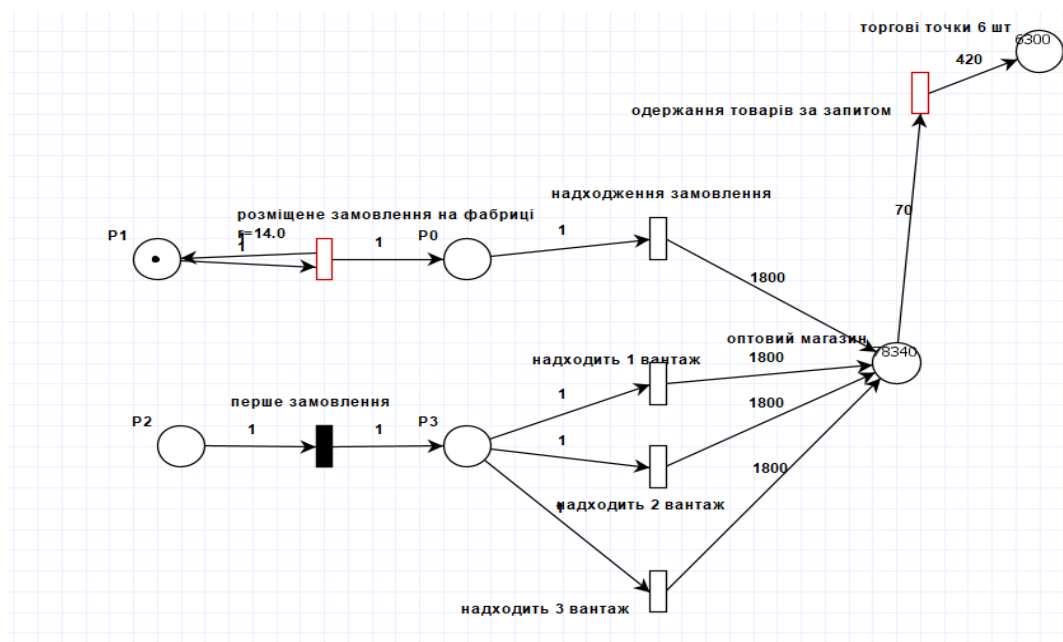 торгові точки 6 шт
6300
420
одержання товарів за запитом
70
надходження замовлення
розміщене замовлення на фабриці
P1
1
r=14.0
1
1
P0
1
1800
оптовий магазин
78340
надходить 1 вантаж
1800
1
перше замовлення
P2
1
1
P3
1
1800
1800
надходить 2 вантаж
надходить 3 вантаж